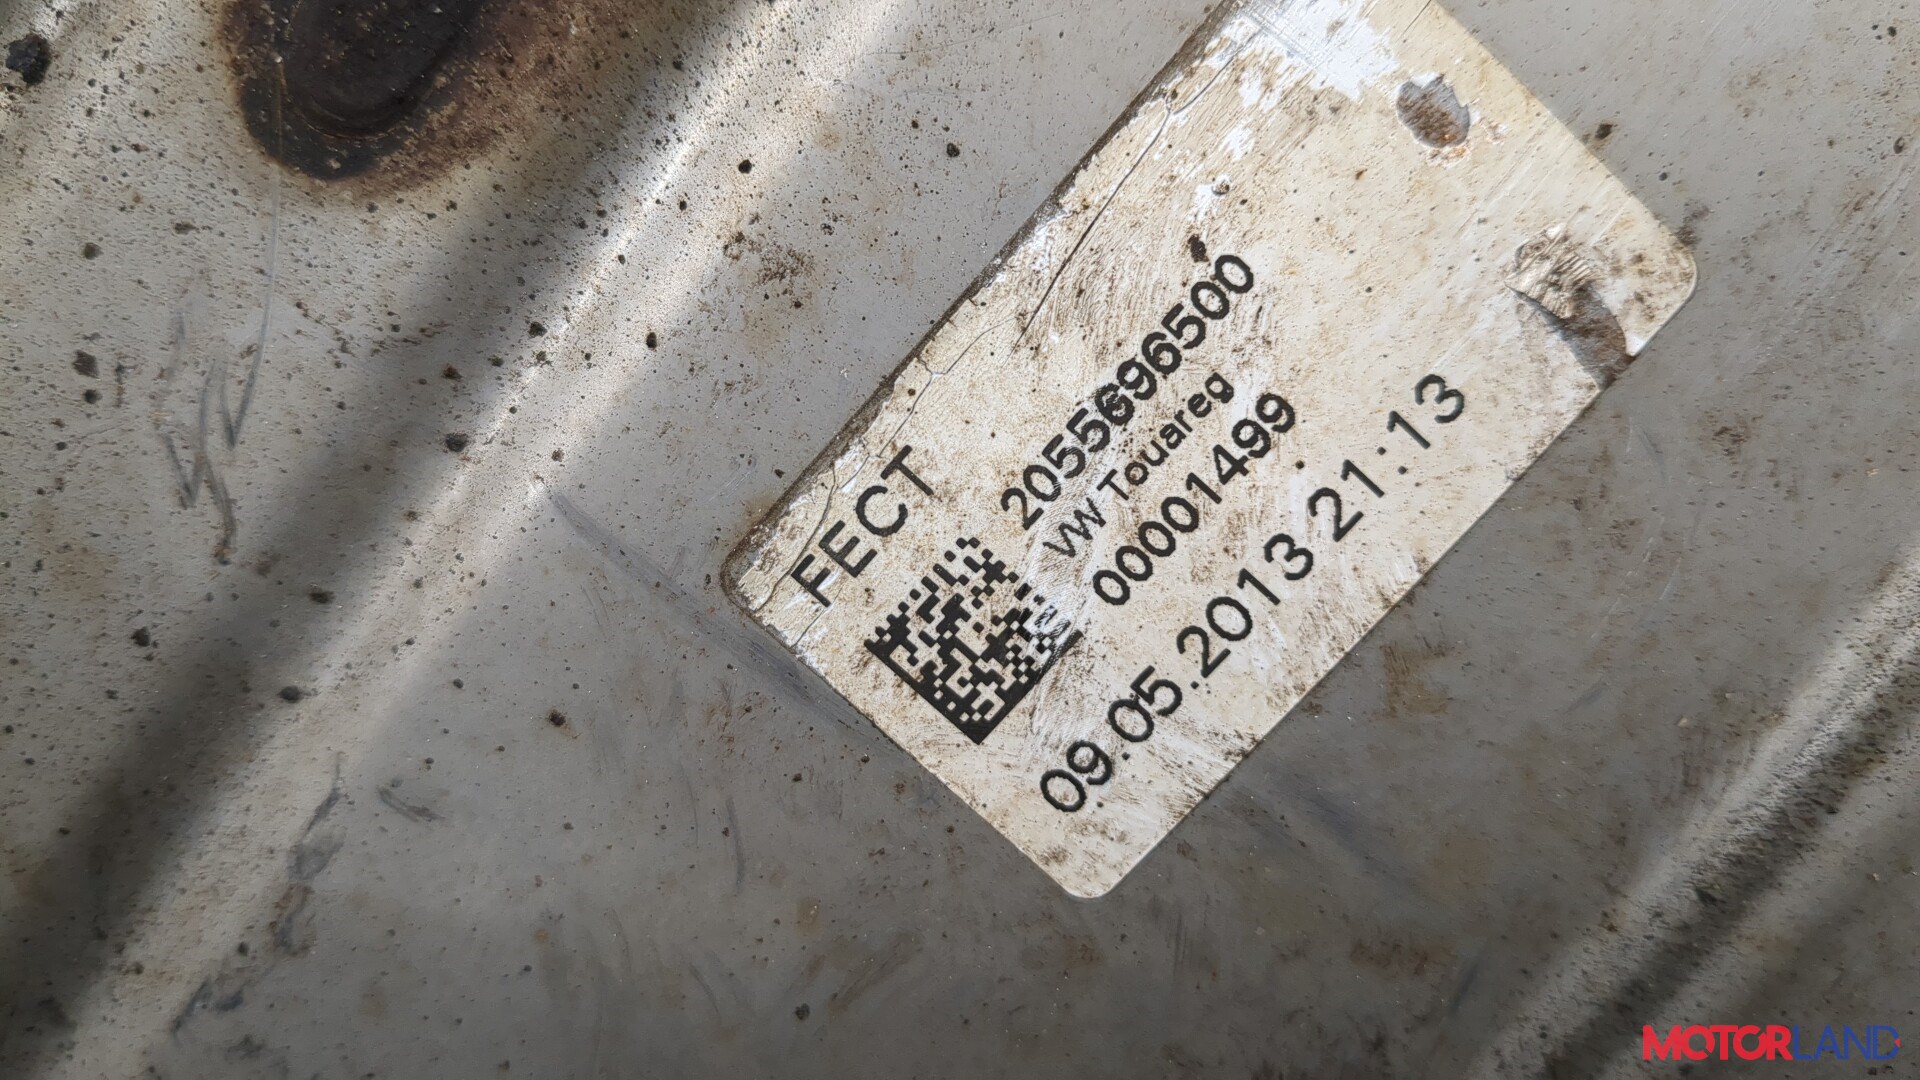 FECT
2055696500
VW Touareg
00001499
09.05.2013 21:13
MOTORLAND